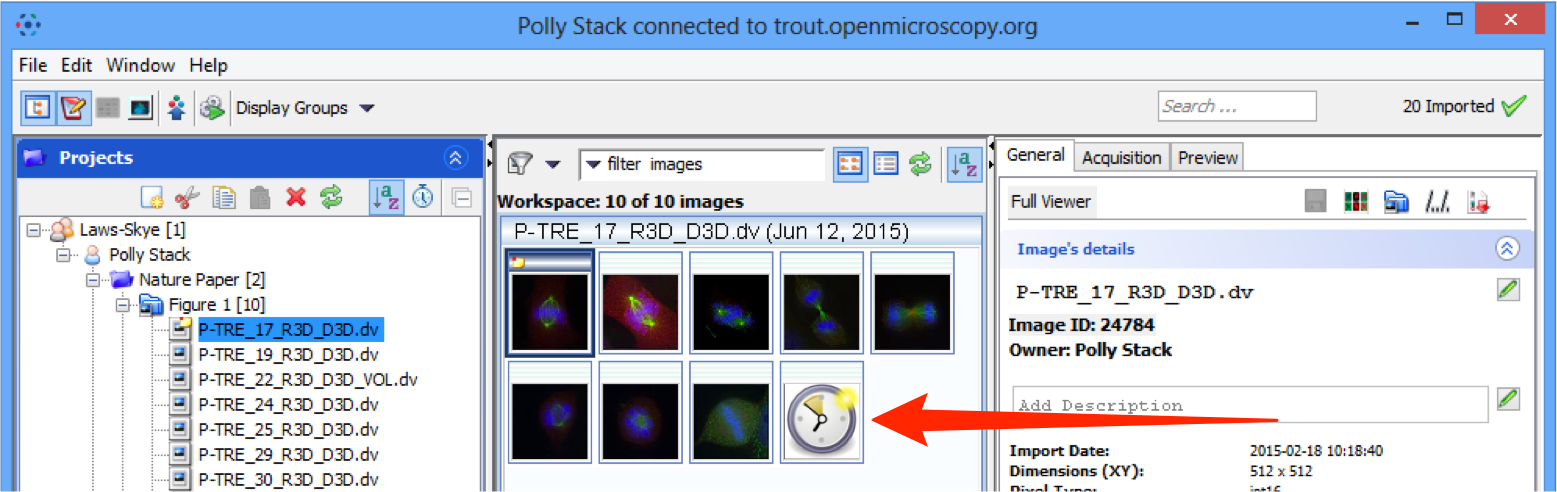 Polly Stack connected to trout.openmicroscopy.org
File Edit Window Help
Display Groups
Search ...
20 Imported
Projects
Laws-Skye [1]
Polly Stack
Nature Paper [2]
Figure 1 [10]
P-TRE_17_R3D_D3D.dv
P-TRE_19_R3D_D3D.dv
P-TRE_22_R3D_D3D_VOL.dv
P-TRE_24_R3D_D3D.dv
P-TRE_25_R3D_D3D.dv
P-TRE_29_R3D_D3D.dv
P-TRE_30_R3D_D3D.dv
filter images
Workspace: 10 of 10 images
P-TRE_17_R3D_D3D.dv (Jun 12, 2015)
General Acquisition Preview
Full Viewer
Image's details
P-TRE_17_R3D_D3D.dv
Image ID: 24784
Owner: Polly Stack
Add Description
Import Date: 2015-02-18 10:18:40
Dimensions (XY): 512 x 512
Pixel Type: int16